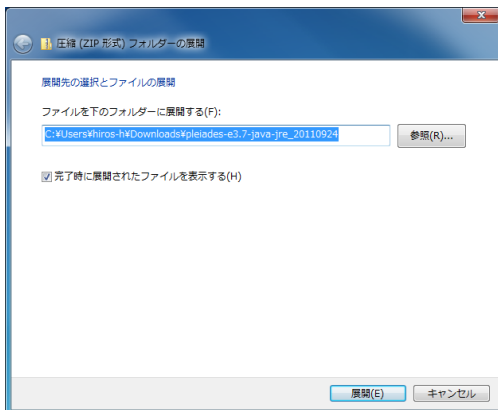 圧縮 (ZIP 形式) フォルダーの展開
展開先の選択とファイルの展開
ファイルを下のフォルダーに展開する(F):
C:¥Users¥hiros-h¥Downloads¥pleiades-e3.7-java-jre_20110924
参照(R)...
完了時に展開されたファイルを表示する(H)
展開(E)
キャンセル